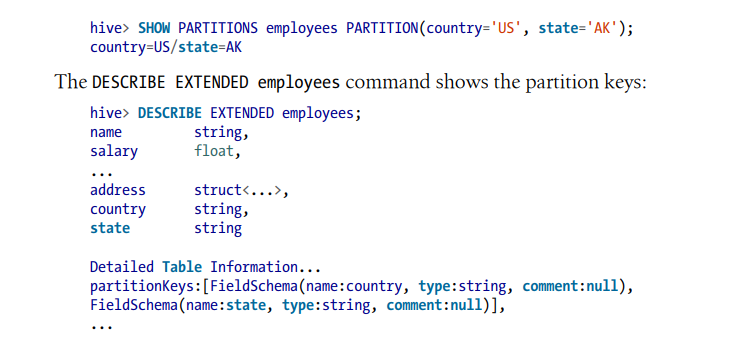 hive> SHOW PARTITIONS employees PARTITION(country='US', state='AK');
country=US/state=AK
The DESCRIBE EXTENDED employees command shows the partition keys:
hive> DESCRIBE EXTENDED employees;
name string,
salary float,
...
address struct<...>,
country string,
state string
Detailed Table Information...
partitionKeys:[FieldSchema(name:country, type:string, comment:null),
FieldSchema(name:state, type:string, comment:null)],
...